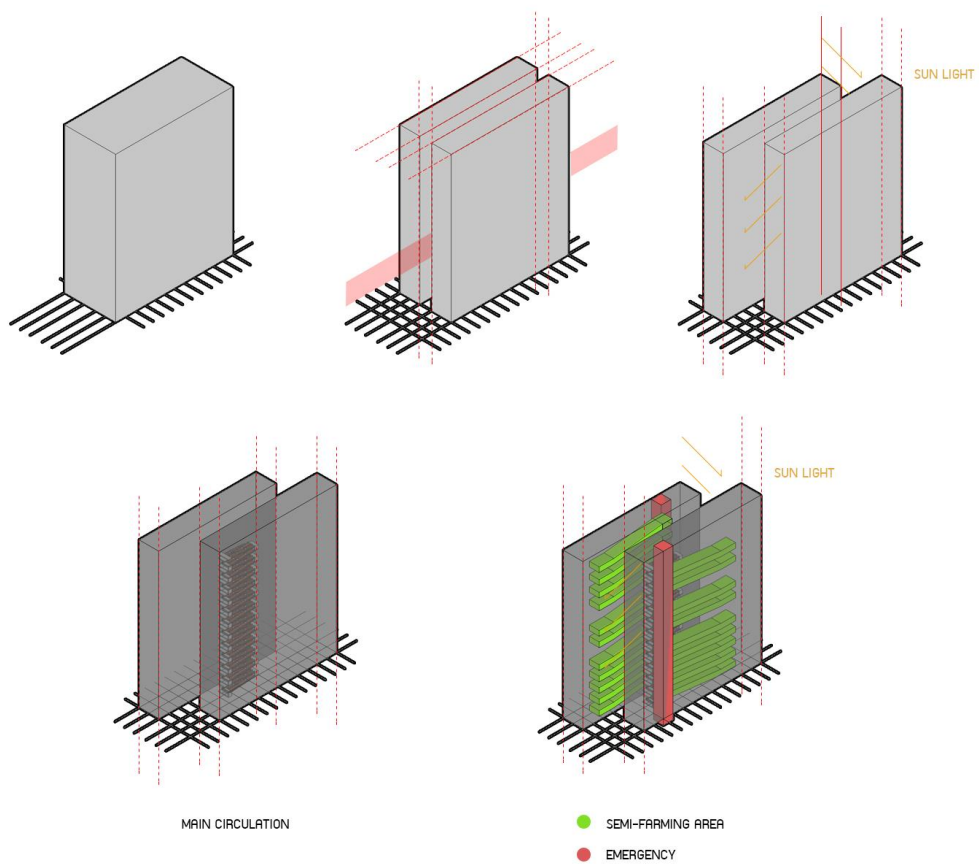 SUN LIGHT
SUN LIGHT
MAIN CIRCULATION
SEMI-FARMING AREA
EMERGENCY